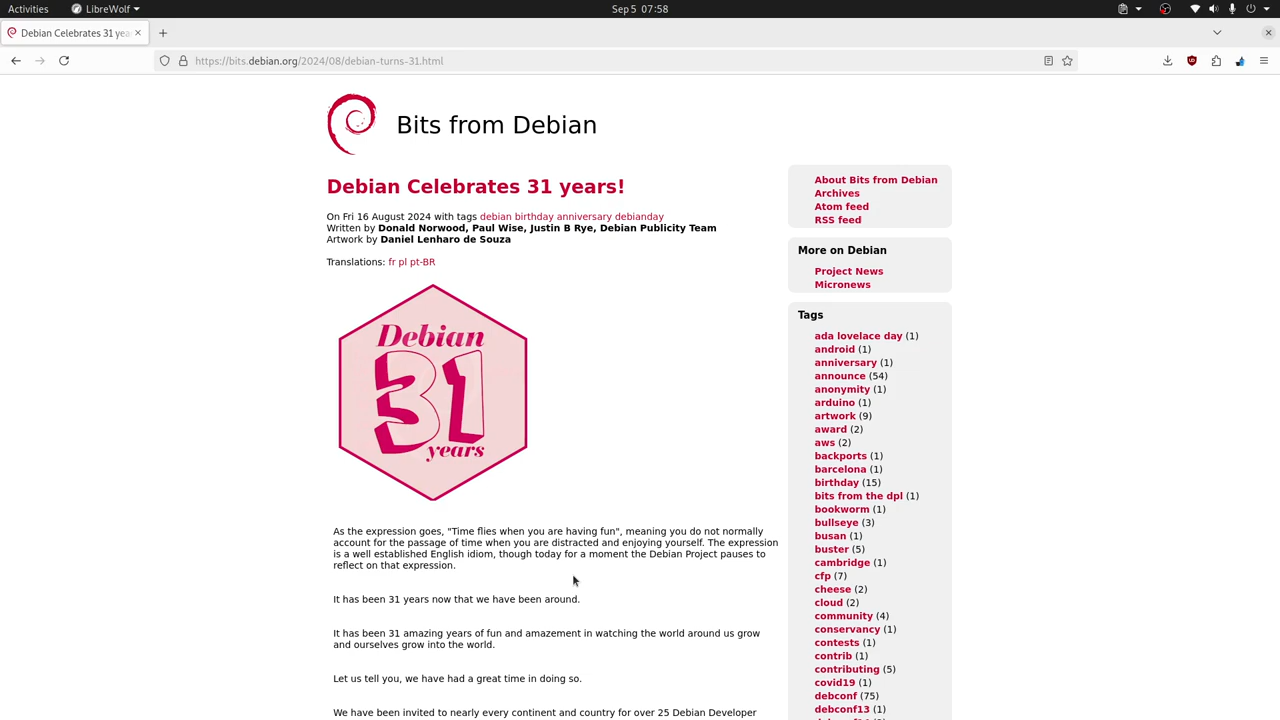 Activities
LibreWolf
Sep 5 07:58
Debian Celebrates 31 yea
https://bits.debian.org/2024/08/debian-turns-31.html
Bits from Debian
Debian Celebrates 31 years!
On Fri 16 August 2024 with tags debian birthday anniversary debianday
Written by Donald Norwood, Paul Wise, Justin B Rye, Debian Publicity Team
Artwork by Daniel Lenharo de Souza
Translations: fr pl pt-BR
Debian
31
years
As the expression goes, "Time flies when you are having fun", meaning you do not normally
account for the passage of time when you are distracted and enjoying yourself. The expression
is a well established English idiom, though today for a moment the Debian Project pauses to
reflect on that expression.
It has been 31 years now that we have been around.
It has been 31 amazing years of fun and amazement in watching the world around us grow
and ourselves grow into the world.
Let us tell you, we have had a great time in doing so.
We have been invited to nearly every continent and country for over 25 Debian Developer
About Bits from Debian
Archives
Atom feed
RSS feed
More on Debian
Project News
Micronews
Tags
ada lovelace day (1)
android (1)
anniversary (1)
announce (54)
anonymity (1)
arduino (1)
artwork (9)
award (2)
aws (2)
backports (1)
barcelona (1)
birthday (15)
bits from the dpl (1)
bookworm (1)
bullseye (3)
busan (1)
buster (5)
cambridge (1)
cfp (7)
cheese (2)
cloud (2)
community (4)
conservancy (1)
contests (1)
contrib (1)
contributing (5)
covid19 (1)
debconf (75)
debconf13 (1)